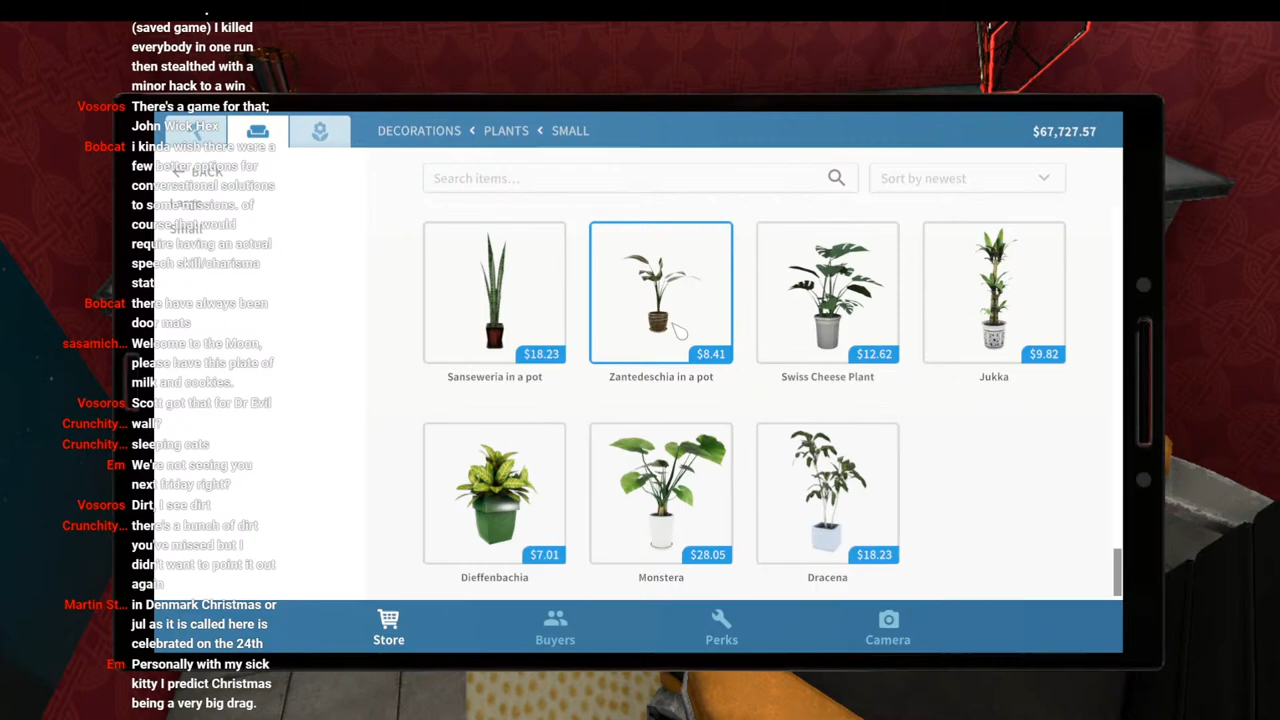 (saved game) I killed
everybody in one run
then stealthed with a
minor hack to a win
Vosoros There's a game for that;
John Wick Hex
Bobcat i kinda wish there were a
few better options for
conversational solutions
to some missions. of
course that would
require having an actual
speech skill/charisma
stat
Bobcat there have always been
door mats
sasamich... Welcome to the Moon,
please have this plate of
milk and cookies.
Vosoros Scott got that for Dr Evil
Crunchity... wall?
Crunchity... sleeping cats
Em We're not seeing you
next friday right?
Vosoros Dirt, I see dirt
Crunchity... there's a bunch of dirt
you've missed but I
didn't want to point it out
again
Martin St... in Denmark Christmas or
jul as it is called here is
celebrated on the 24th
Em Personally with my sick
kitty I predict Christmas
being a very big drag.
DECORATIONS < PLANTS < SMALL
$67,727.57
BACK
Large
Small
Search items...
Sort by newest
$18.23
$8.41
$12.62
$9.82
Sanseweria in a pot
Zantedeschia in a pot
Swiss Cheese Plant
Jukka
$7.01
$28.05
$18.23
Dieffenbachia
Monstera
Dracena
Store
Buyers
Perks
Camera